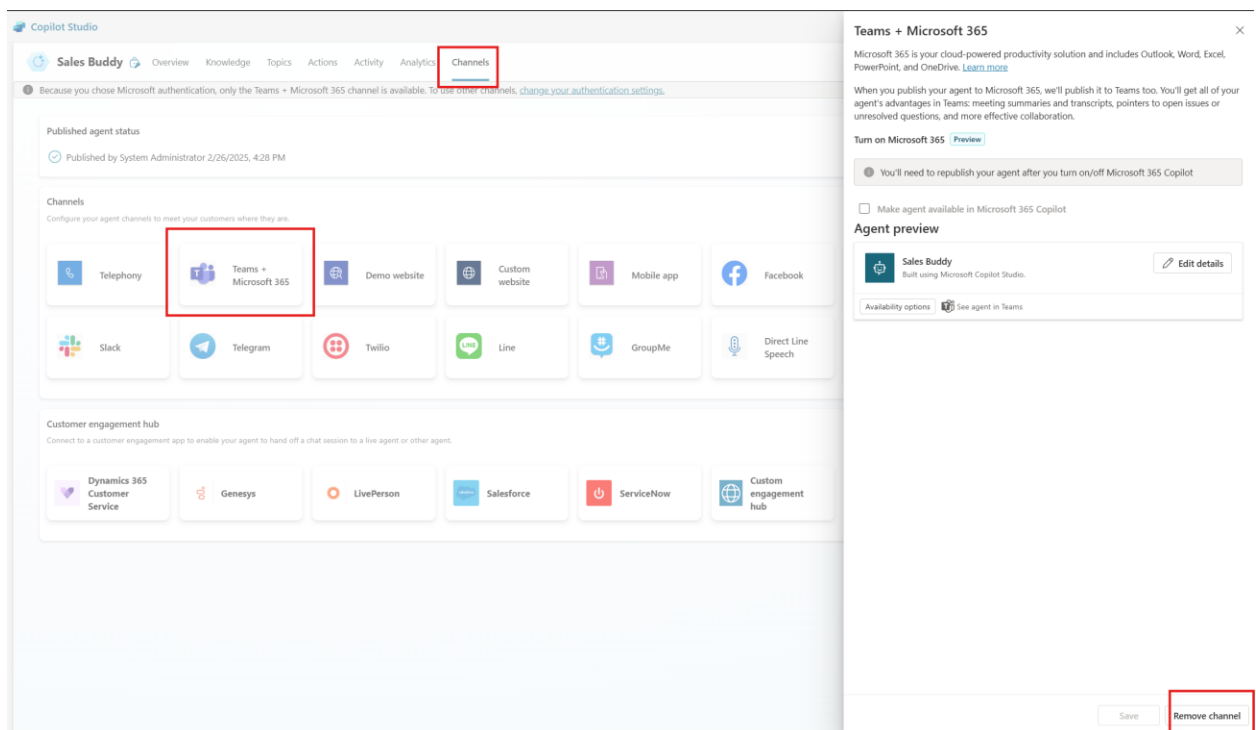 Copilot Studio
Sales Buddy Overview Knowledge Topics Actions Activity Analytics Channels
Because you chose Microsoft authentication, only the Teams + Microsoft 365 channel is available. To use other channels, change your authentication settings.
Published agent status
Published by System Administrator 2/26/2025, 4:28 PM
Channels
Configure your agent channels to meet your customers where they are.
Telephony
Teams +
Microsoft 365
Demo website
Custom
website
Mobile app
Facebook
Slack
Telegram
Twilio
LINE
Line
GroupMe
Direct Line
Speech
Customer engagement hub
Connect to a customer engagement app to enable your agent to hand off a chat session to a live agent or other agent.
Dynamics 365
Customer
Service
Genesys
LivePerson
Salesforce
ServiceNow
Custom
engagement
hub
Teams + Microsoft 365
Microsoft 365 is your cloud-powered productivity solution and includes Outlook, Word, Excel,
PowerPoint, and OneDrive. Learn more
When you publish your agent to Microsoft 365, we'll publish it to Teams too. You'll get all of your
agent's advantages in Teams: meeting summaries and transcripts, pointers to open issues or
unresolved questions, and more effective collaboration.
Turn on Microsoft 365 Preview
You'll need to republish your agent after you turn on/off Microsoft 365 Copilot
Make agent available in Microsoft 365 Copilot
Agent preview
Sales Buddy
Built using Microsoft Copilot Studio.
Edit details
Availability options See agent in Teams
Save Remove channel